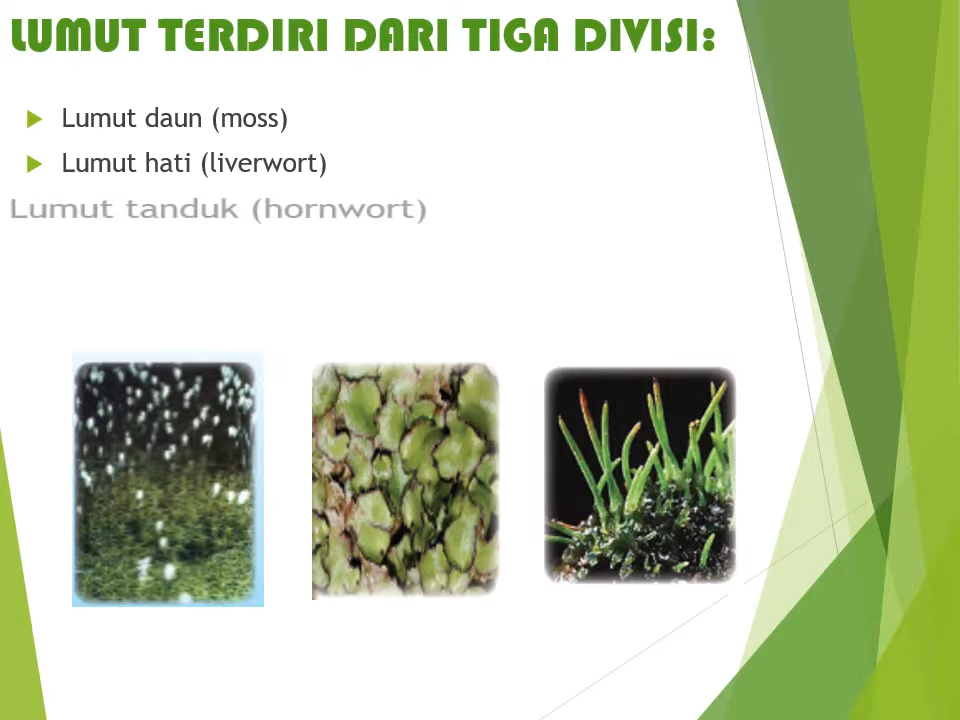 LUMUT TERDIRI DARI TIGA DIVISI:
Lumut daun (moss)
Lumut hati (liverwort)
Lumut tanduk (hornwort)